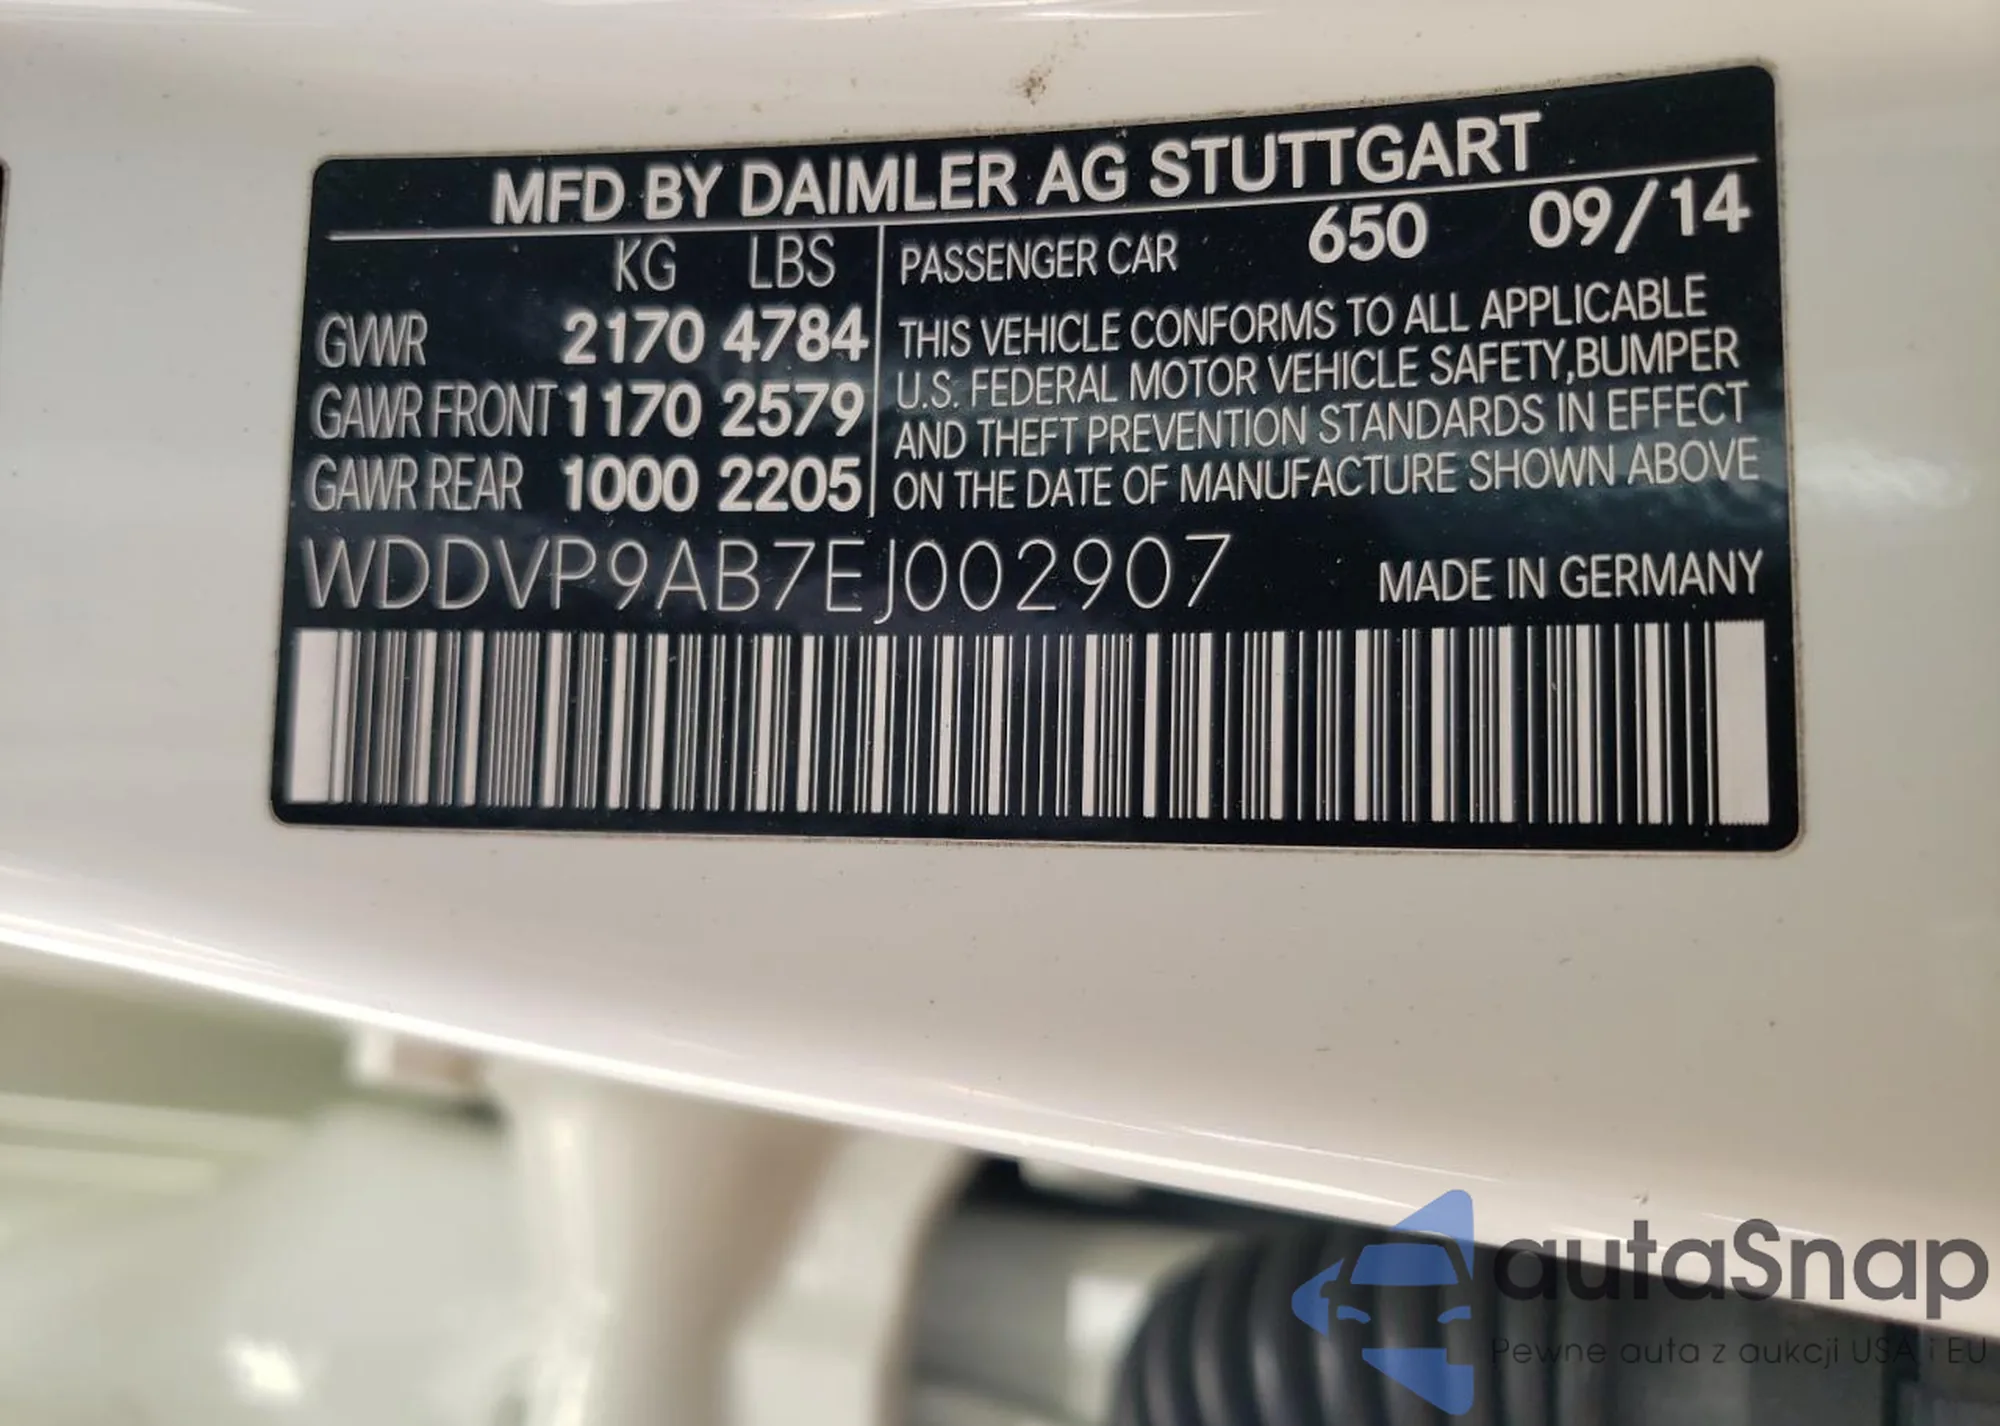 MFD BY DAIMLER AG STUTTGART
KG LBS
GVWR 2170 4784
GAWR FRONT 1170 2579
GAWR REAR 1000 2205
PASSENGER CAR 650 09/14
THIS VEHICLE CONFORMS TO ALL APPLICABLE
U.S. FEDERAL MOTOR VEHICLE SAFETY,BUMPER
AND THEFT PREVENTION STANDARDS IN EFFECT
ON THE DATE OF MANUFACTURE SHOWN ABOVE
WDDVP9AB7EJ002907
MADE IN GERMANY
autaSnap
Pewne auta z aukcji USA i EU